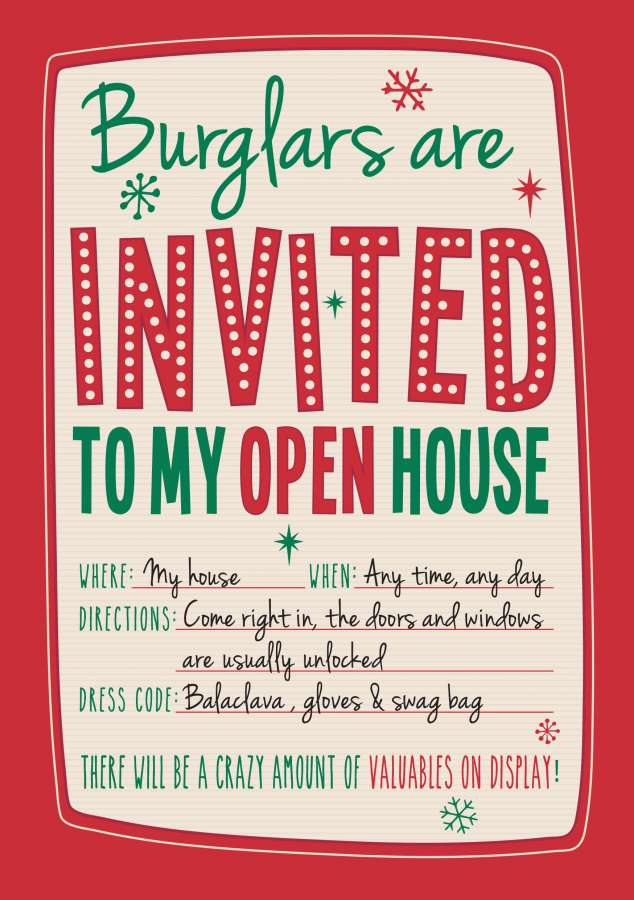 Burglars are
INVITED
TO MY OPEN HOUSE
WHERE: My house WHEN: Any time, any day
DIRECTIONS: Come right in, the doors and windows
are usually unlocked
DRESS CODE: Balaclava , gloves & swag bag
THERE WILL BE A CRAZY AMOUNT OF VALUABLES ON DISPLAY!